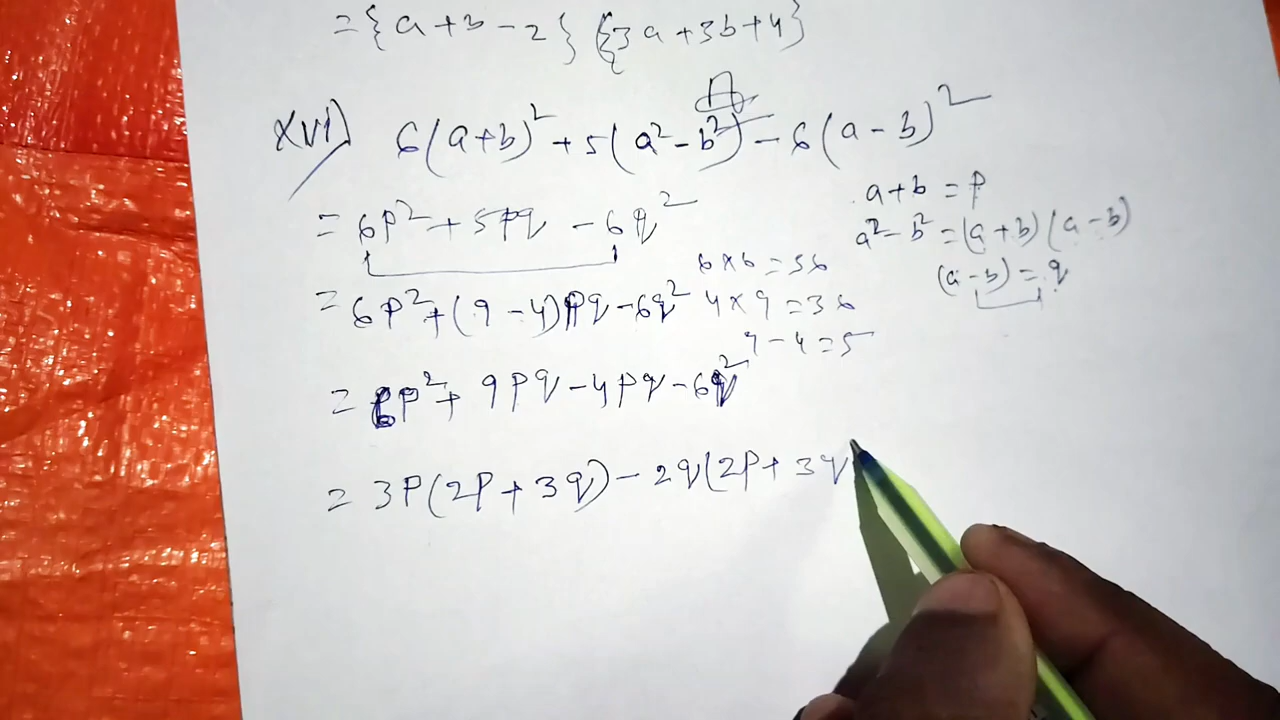 ={a+b-2}{3a+3b+4}
xvi) 6(a+b)²+5(a²-b²)-6(a-b)²
=6p²+5pq-6q²
a+b=p
a²-b²=(a+b)(a-b)
(a-b)=q
6×6=36
=6p²+(9-4)pq-6q²
4×9=36
9-4=5
=6p²+9pq-4pq-6q²
=3p(2p+3q)-2q(2p+3q